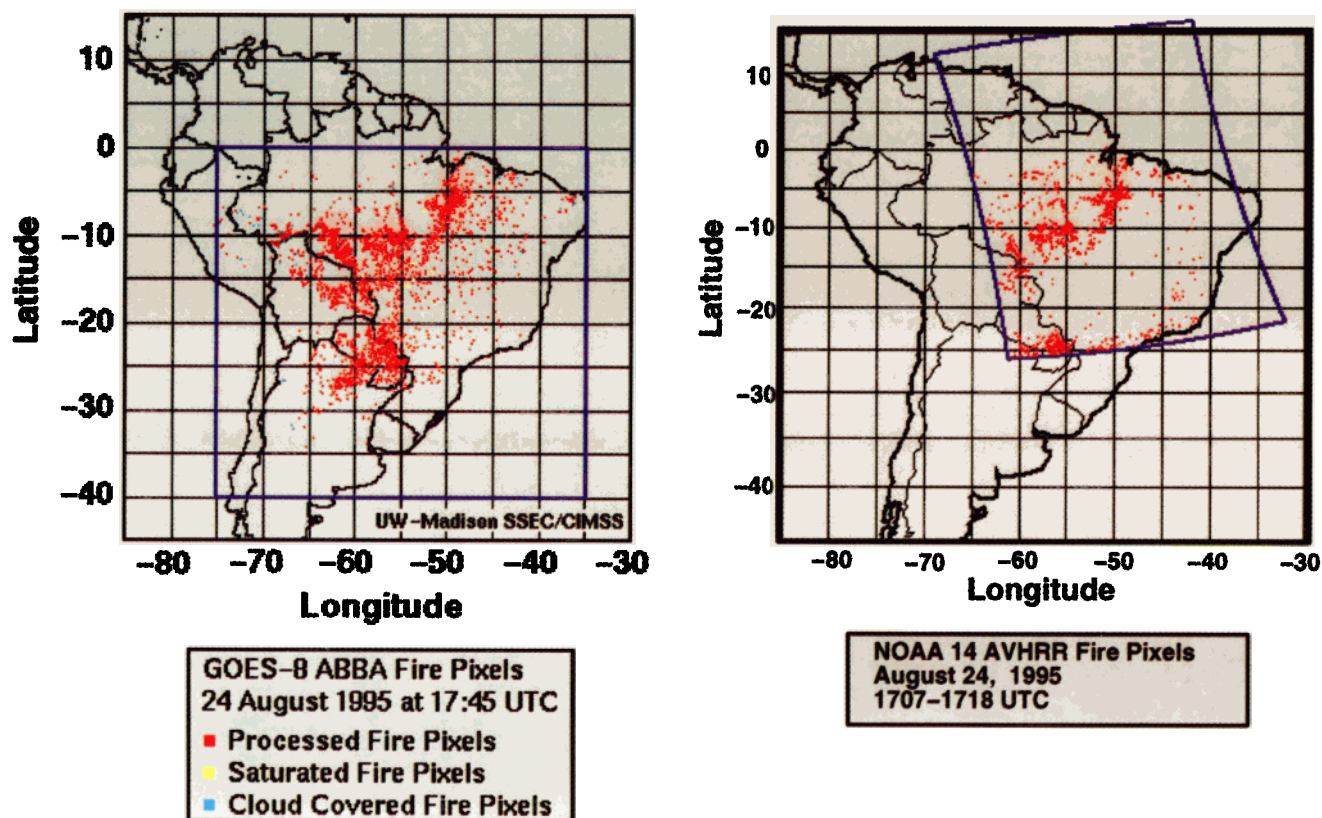 10
0
−10
−20
−30
−40
Latitude
UW−Madison SSEC/CIMSS
−80 −70 −60 −50 −40 −30
Longitude
GOES−8 ABBA Fire Pixels
24 August 1995 at 17:45 UTC
Processed Fire Pixels
Saturated Fire Pixels
Cloud Covered Fire Pixels
10
0
−10
−20
−30
−40
Latitude
−80 −70 −60 −50 −40 −30
Longitude
NOAA 14 AVHRR Fire Pixels
August 24, 1995
1707−1718 UTC